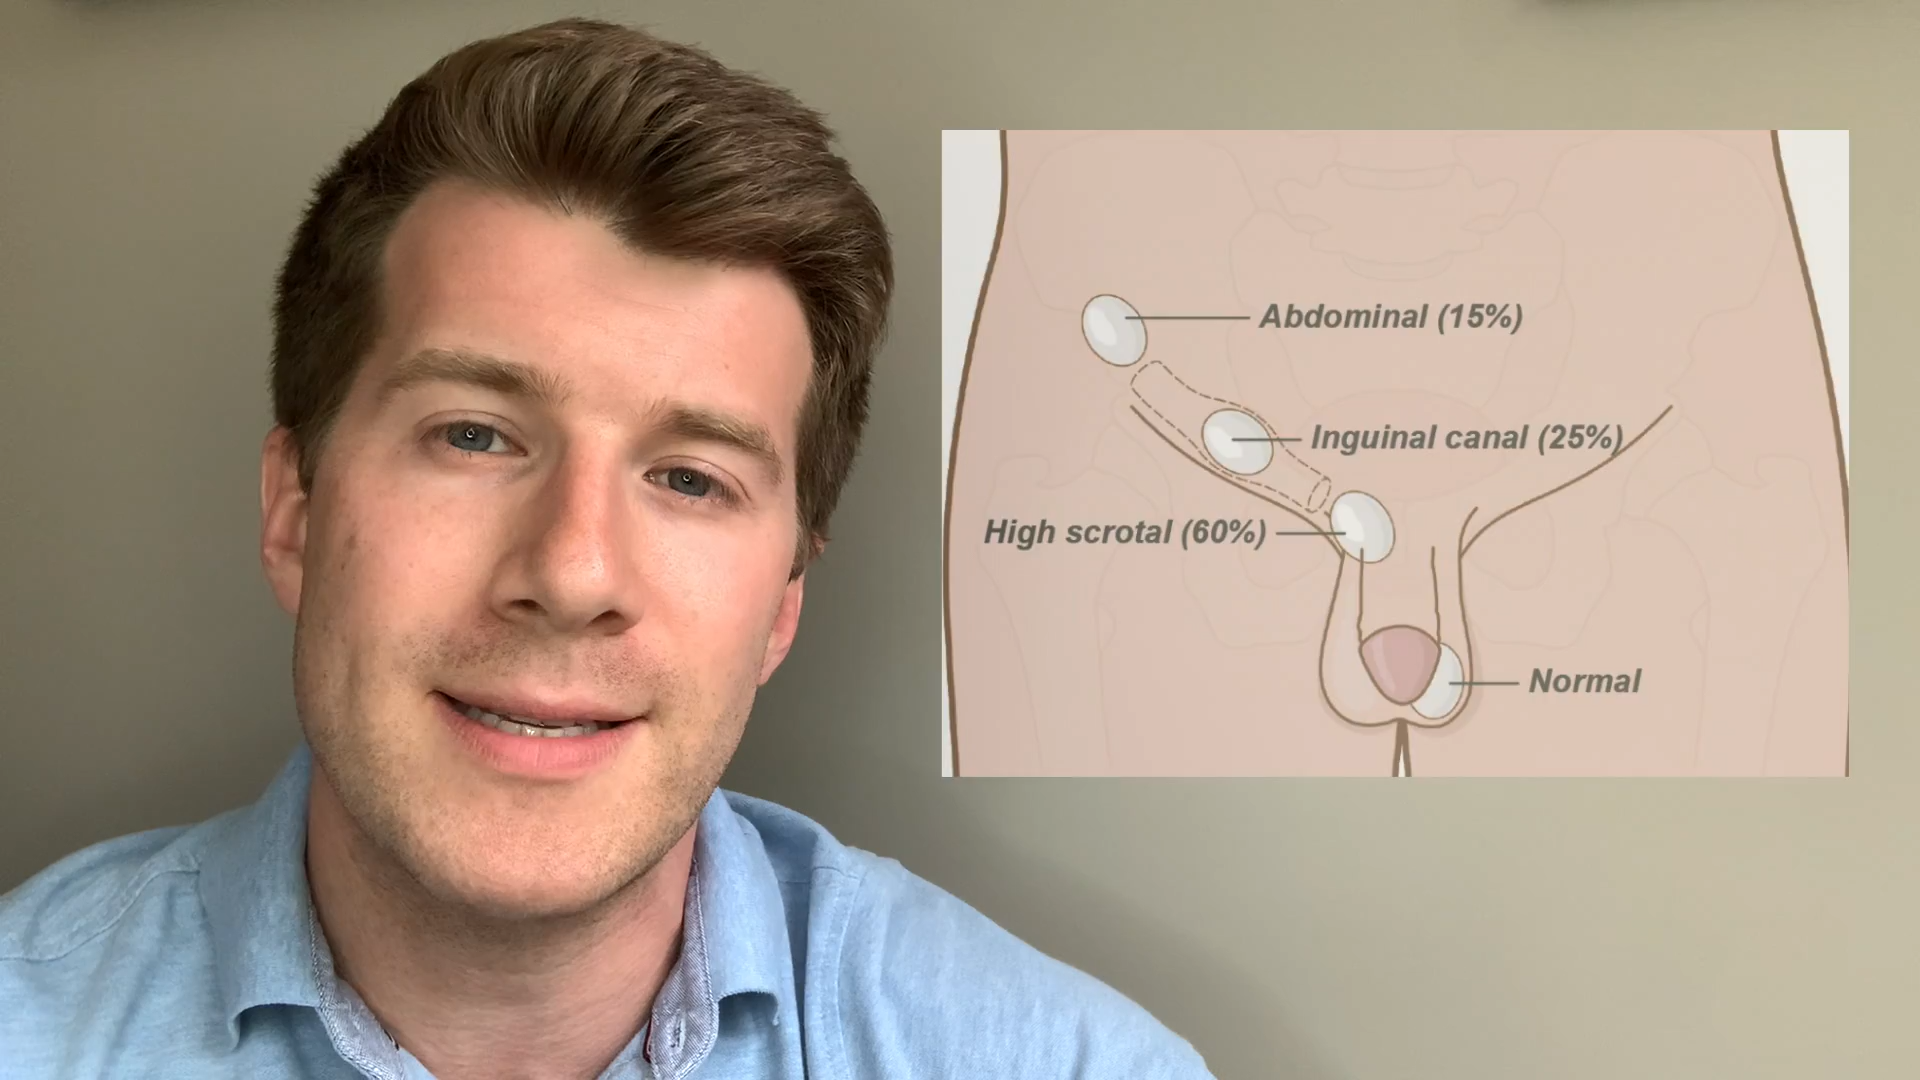 Abdominal (15%)
Inguinal canal (25%)
High scrotal (60%)
Normal